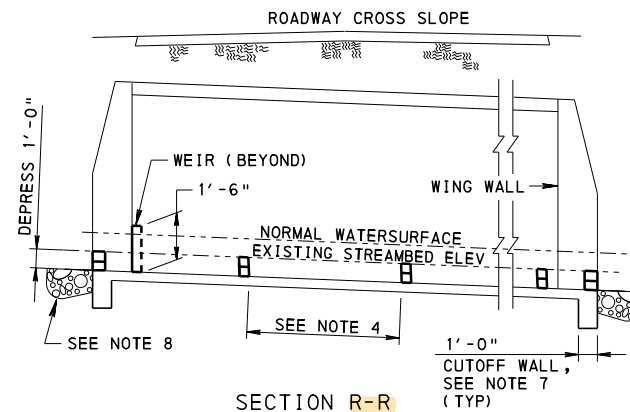 ROADWAY CROSS SLOPE
DEPRESS 1'-0"
WEIR (BEYOND)
1'-6"
WING WALL
NORMAL WATERSURFACE
EXISTING STREAMBED ELEV
SEE NOTE 4
SEE NOTE 8
1'-0"
CUTOFF WALL,
SEE NOTE 7
(TYP)
SECTION R-R